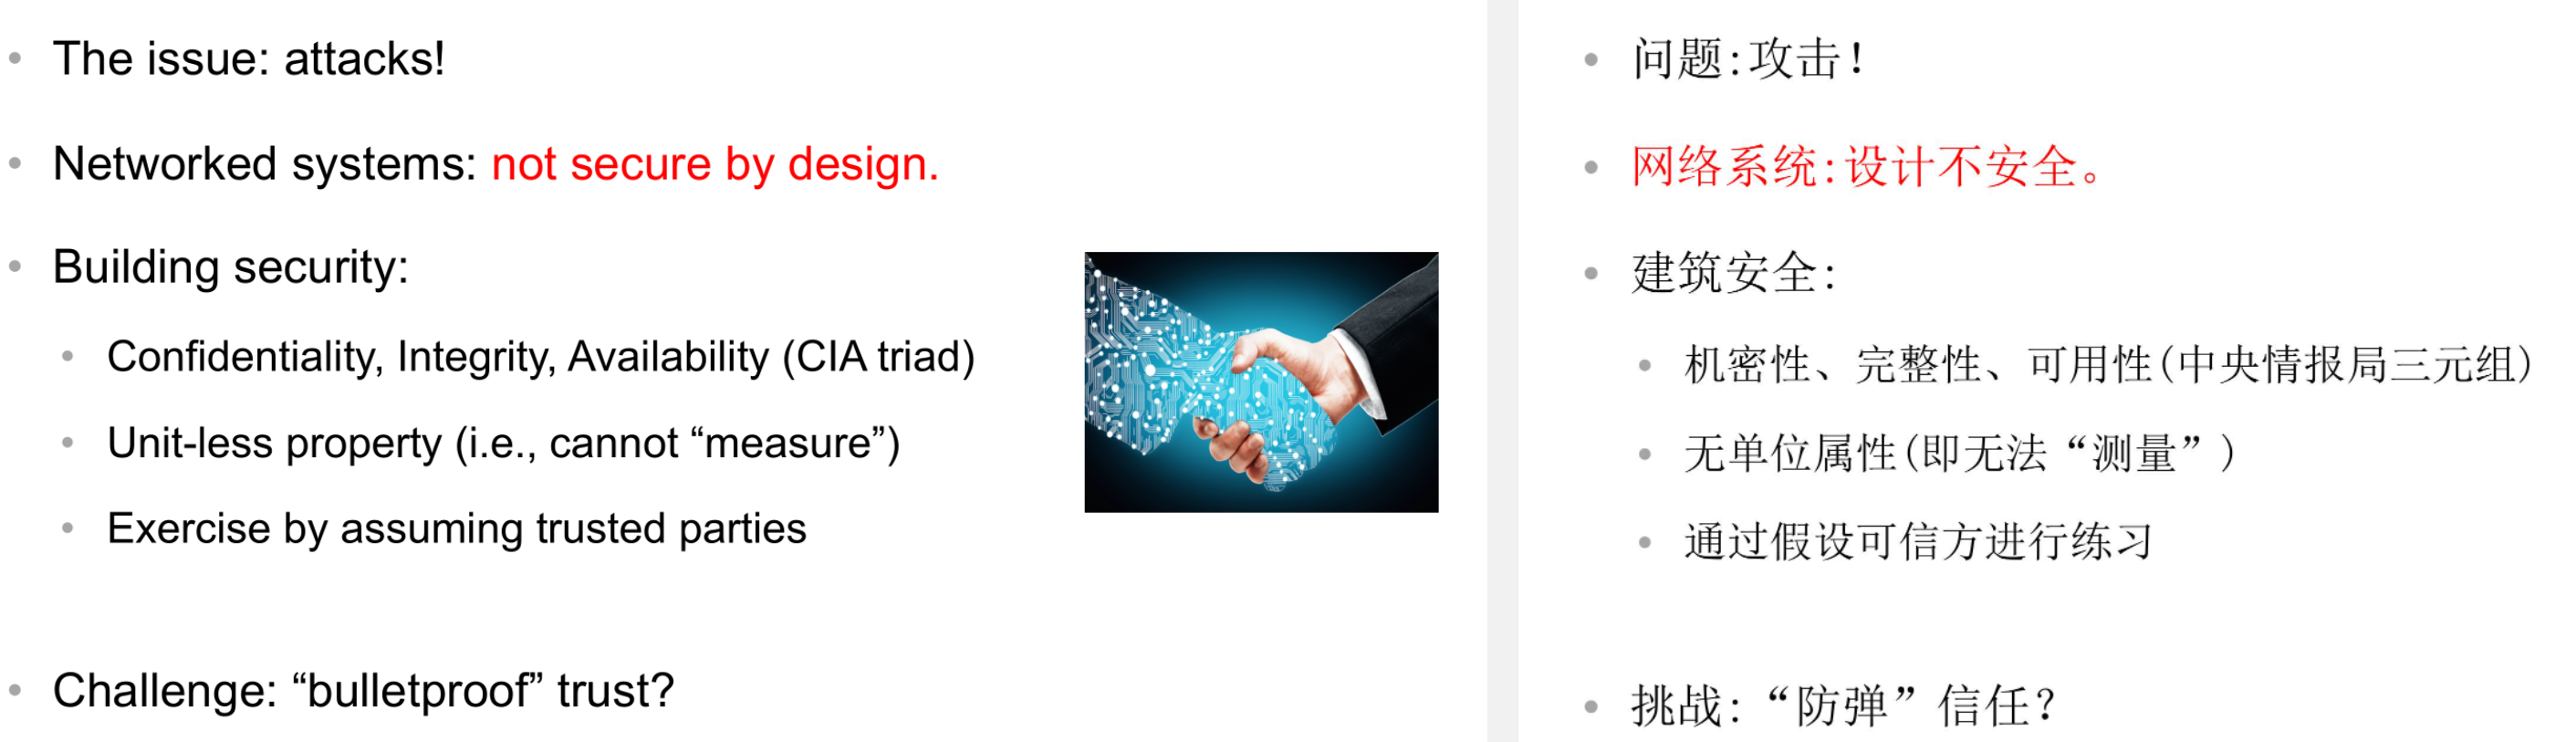 The issue: attacks!
Networked systems: not secure by design.
Building security:
Confidentiality, Integrity, Availability (CIA triad)
Unit-less property (i.e., cannot “measure”)
Exercise by assuming trusted parties
Challenge: “bulletproof” trust?
问题:攻击!
网络系统:设计不安全。
建筑安全:
机密性、完整性、可用性(中央情报局三元组)
无单位属性(即无法“测量”)
通过假设可信方进行练习
挑战:“防弹”信任?